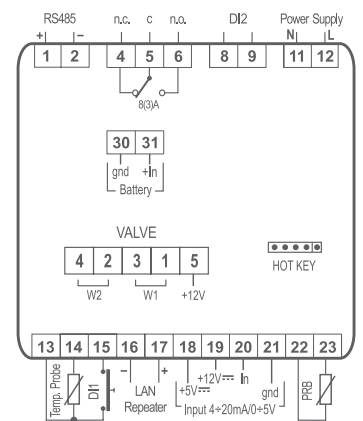 RS485 n.c. c n.o. DI2 Power Supply
+ − N L
1 2 4 5 6 8 9 11 12
8(3)A
30 31
gnd +In
Battery
VALVE
4 2 3 1 5
W2 W1 +12V
HOT KEY
13 14 15 16 17 18 19 20 21 22 23
Temp. Probe DI1 − + +5V⎓ +12V⎓ In gnd PRB
LAN
Repeater
Input 4÷20mA/0÷5V